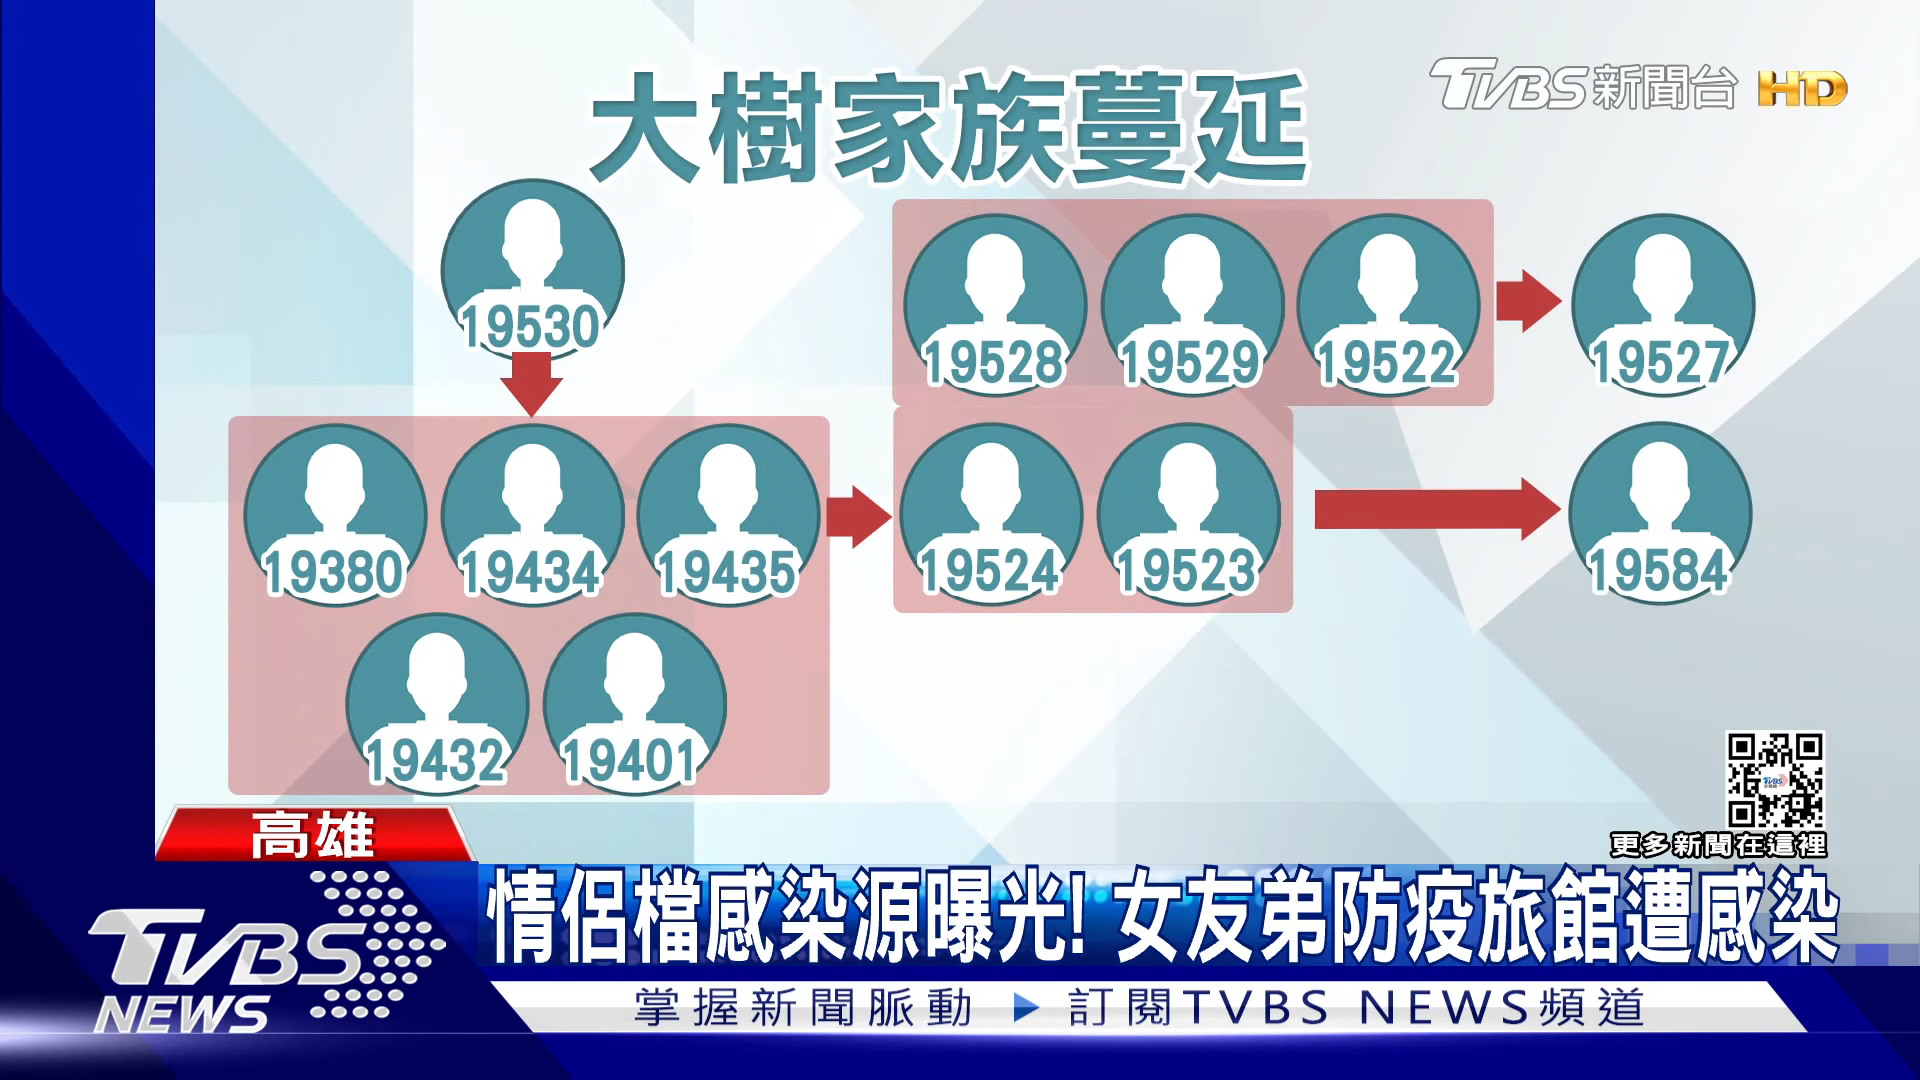 大樹家族蔓延
TVBS新聞台 HD
19530
19528 19529 19522 19527
19380 19434 19435 19524 19523 19584
19432 19401
更多新聞在這裡
高雄
情侶檔感染源曝光! 女友弟防疫旅館遭感染
TVBS NEWS
掌握新聞脈動 ▶ 訂閱TVBS NEWS頻道